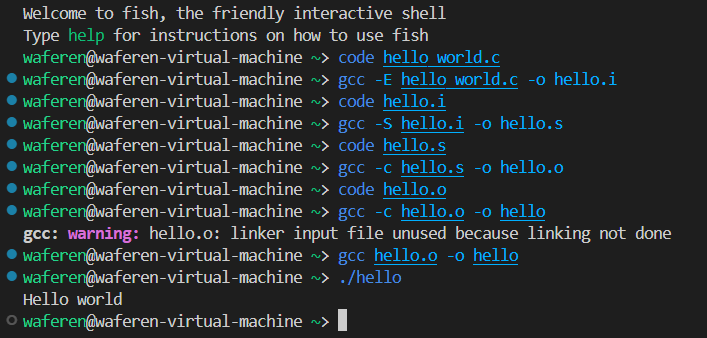 Welcome to fish, the friendly interactive shell
Type help for instructions on how to use fish
waferen@waferen-virtual-machine ~> code hello_world.c
waferen@waferen-virtual-machine ~> gcc -E hello_world.c -o hello.i
waferen@waferen-virtual-machine ~> code hello.i
waferen@waferen-virtual-machine ~> gcc -S hello.i -o hello.s
waferen@waferen-virtual-machine ~> code hello.s
waferen@waferen-virtual-machine ~> gcc -c hello.s -o hello.o
waferen@waferen-virtual-machine ~> code hello.o
waferen@waferen-virtual-machine ~> gcc -c hello.o -o hello
gcc: warning: hello.o: linker input file unused because linking not done
waferen@waferen-virtual-machine ~> gcc hello.o -o hello
waferen@waferen-virtual-machine ~> ./hello
Hello world
waferen@waferen-virtual-machine ~>